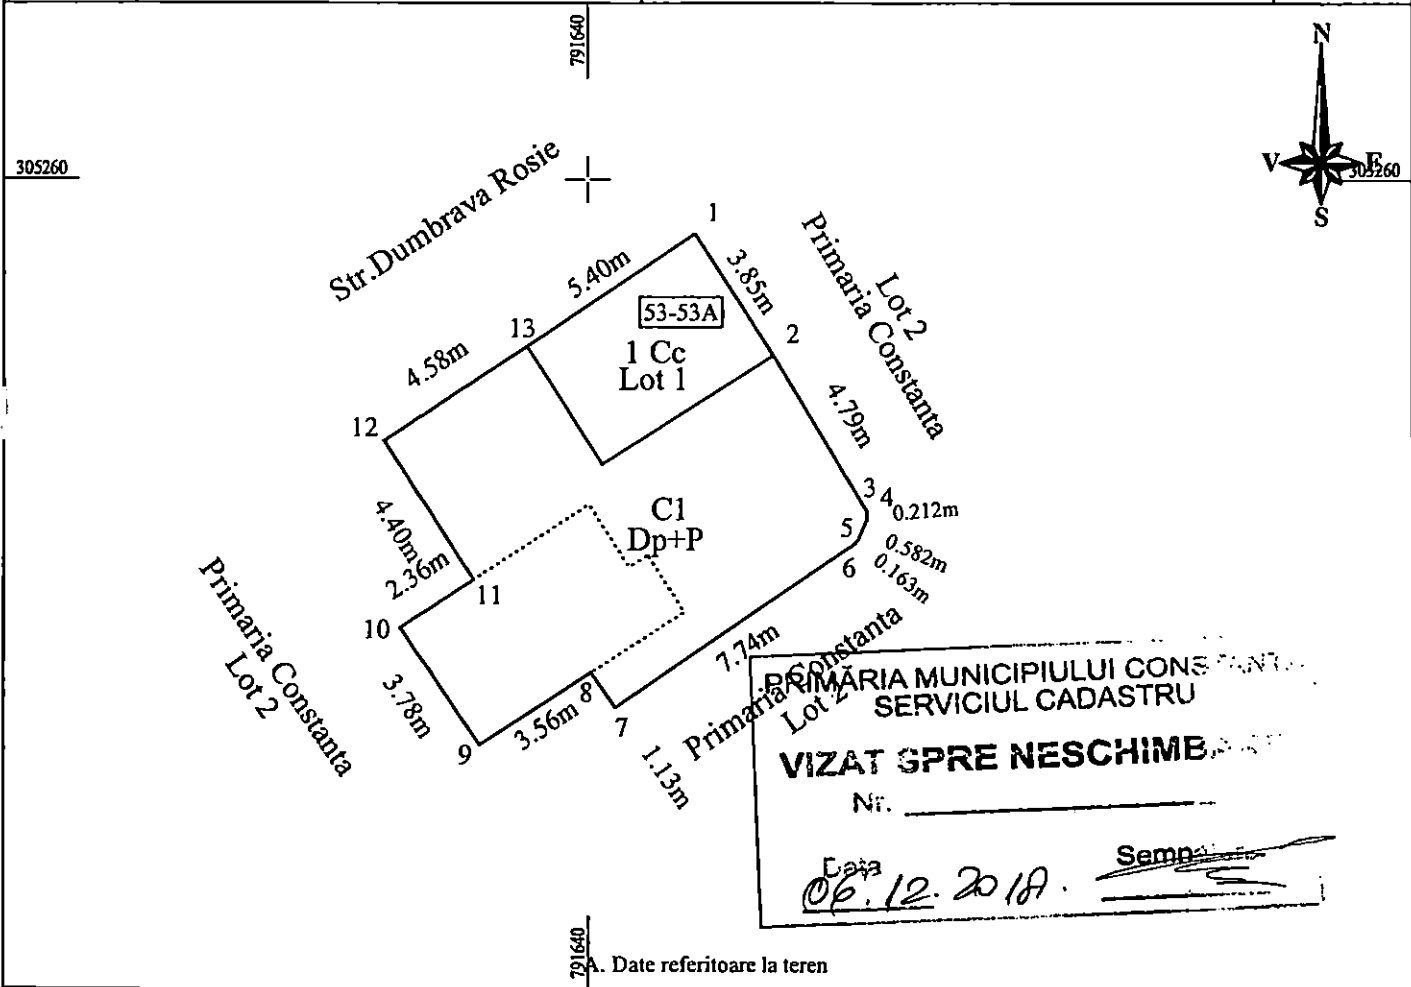 791640
N
305260
V
E
305260
S
Str.Dumbrava Rosie
1
5.40m
3.85m
Primaria Constanta
Lot 2
53-53A
13
2
1 Cc
Lot 1
4.58m
4.79m
12
3
4
0.212m
C1
Dp+P
5
0.582m
4.40m
6
0.163m
2.36m
11
10
Primaria Constanta
Lot 2
7.74m
3.78m
8
7
3.56m
9
1.13m
Primaria Constanta
Lot 2
PRIMĂRIA MUNICIPIULUI
SERVICIUL CADASTRU
VIZAT SPRE
Nr.
Data
06.12.2018.
791640
A. Date referitoare la teren